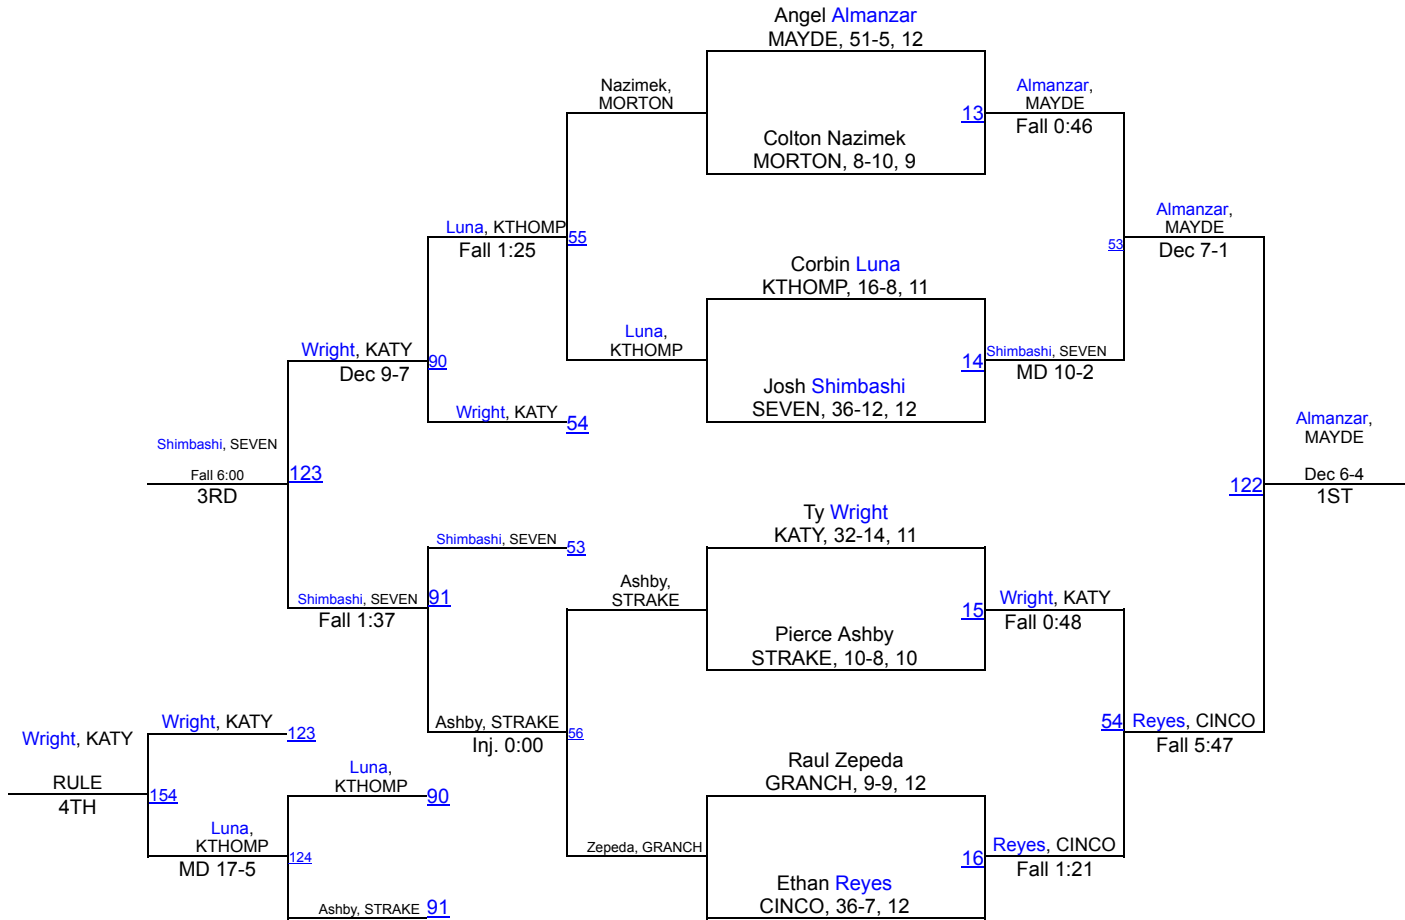 Angel Almanzar
MAYDE, 51-5, 12
Nazimek,
MORTON
13
Almanzar,
MAYDE
Fall 0:46
Colton Nazimek
MORTON, 8-10, 9
Luna, KTHOMP
Fall 1:25
55
53
Almanzar,
MAYDE
Dec 7-1
Corbin Luna
KTHOMP, 16-8, 11
Luna,
KTHOMP
14
Shimbashi, SEVEN
MD 10-2
Josh Shimbashi
SEVEN, 36-12, 12
Wright, KATY
Dec 9-7
90
Wright, KATY
54
Shimbashi, SEVEN
Fall 6:00
3RD
123
Almanzar,
MAYDE
Dec 6-4
1ST
122
Ty Wright
KATY, 32-14, 11
Shimbashi, SEVEN
53
Ashby,
STRAKE
15
Wright, KATY
Fall 0:48
Shimbashi, SEVEN
Fall 1:37
91
Pierce Ashby
STRAKE, 10-8, 10
Ashby, STRAKE
Inj. 0:00
56
54
Reyes, CINCO
Fall 5:47
Wright, KATY
RULE
4TH
Wright, KATY
123
154
Luna,
KTHOMP
90
Raul Zepeda
GRANCH, 9-9, 12
Luna,
KTHOMP
MD 17-5
124
Zepeda, GRANCH
16
Reyes, CINCO
Fall 1:21
Ethan Reyes
CINCO, 36-7, 12
Ashby, STRAKE
91